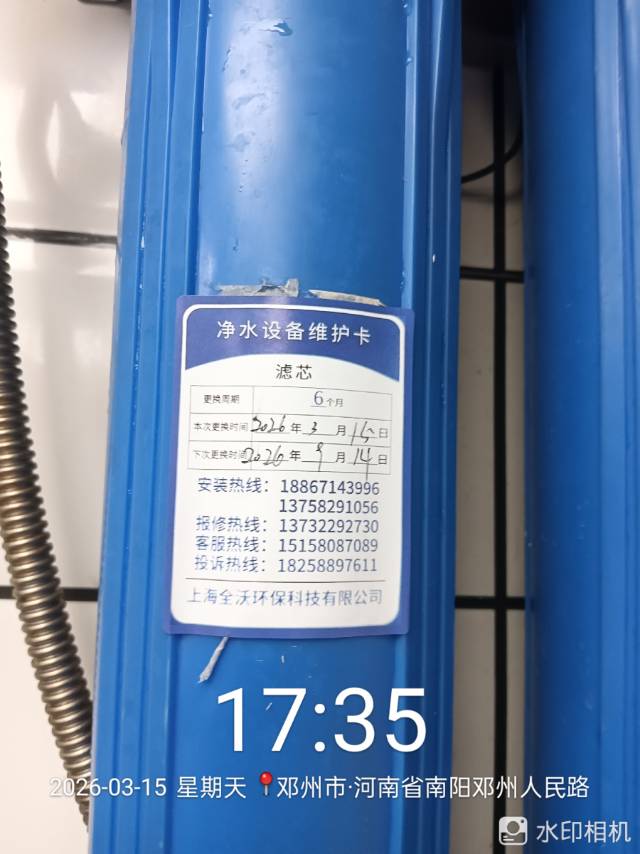 净水设备维护卡
滤芯
更换周期 6个月
本次更换时间 2026年3月15日
下次更换时间 2026年9月14日
安装热线： 18867143996
13758291056
报修热线： 13732292730
客服热线： 15158087089
投诉热线： 18258897611
上海全沃环保科技有限公司
17:35
2026-03-15 星期天 邓州市·河南省南阳邓州人民路
水印相机